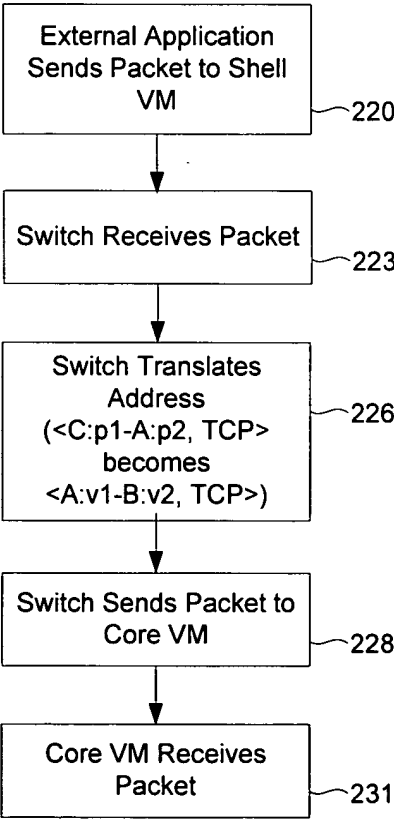 External Application
Sends Packet to Shell
VM
220
Switch Receives Packet
223
Switch Translates
Address
(<C:p1-A:p2, TCP>
becomes
<A:v1-B:v2, TCP>)
226
Switch Sends Packet to
Core VM
228
Core VM Receives
Packet
231